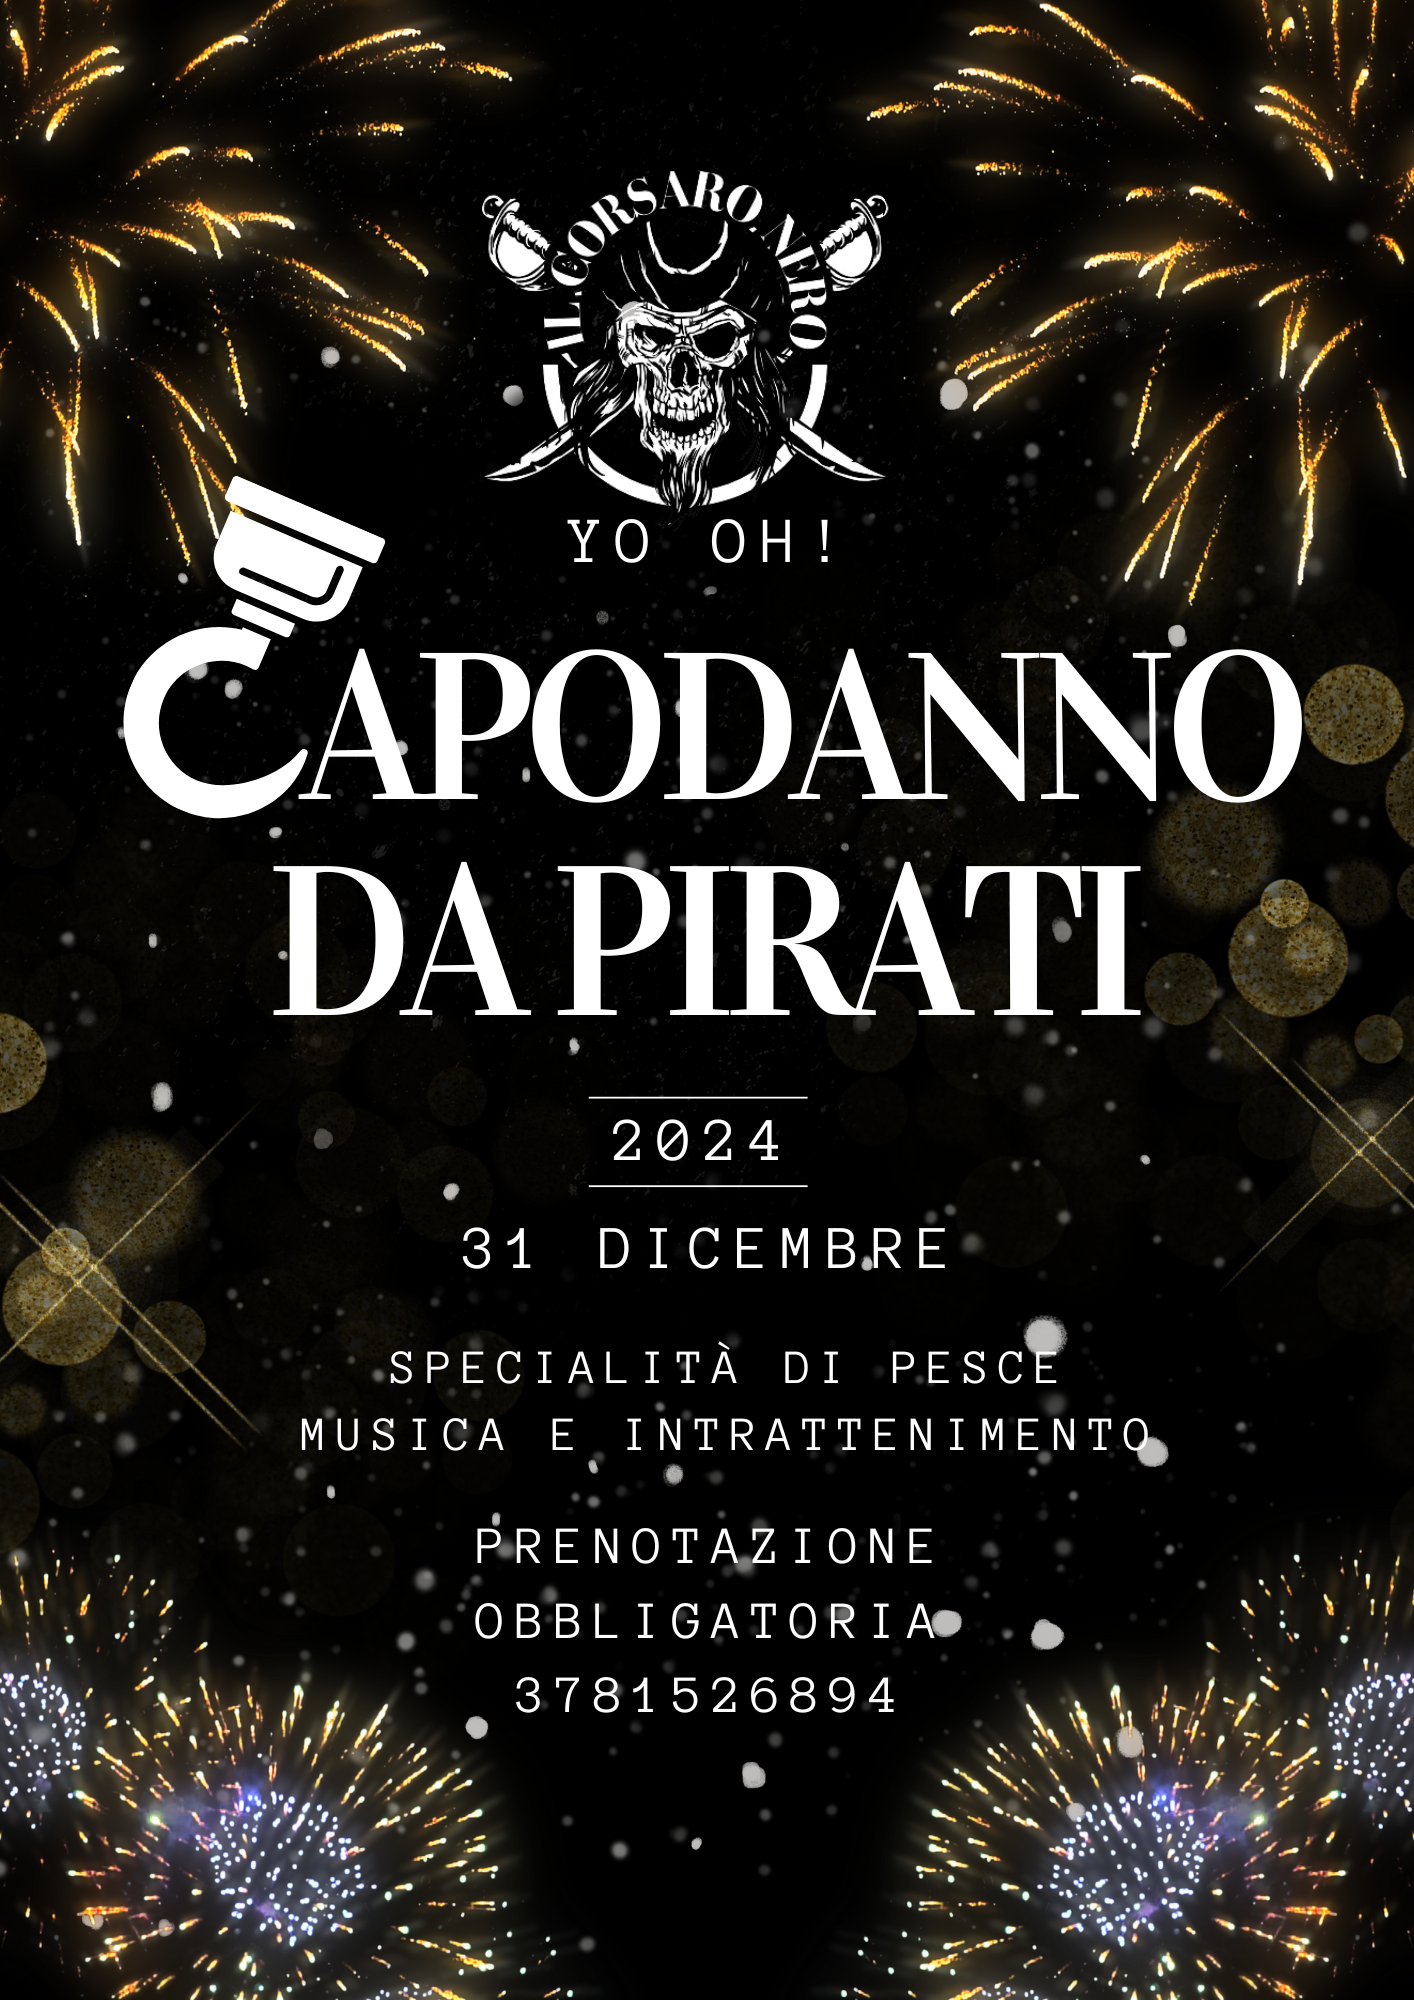 "IL CORSARO NERO"
YO OH!
CAPODANNO
DA PIRATI
2024
31 DICEMBRE
SPECIALITÀ DI PESCE
MUSICA E INTRATTENIMENTO
PRENOTAZIONE
OBBLIGATORIA
3781526894